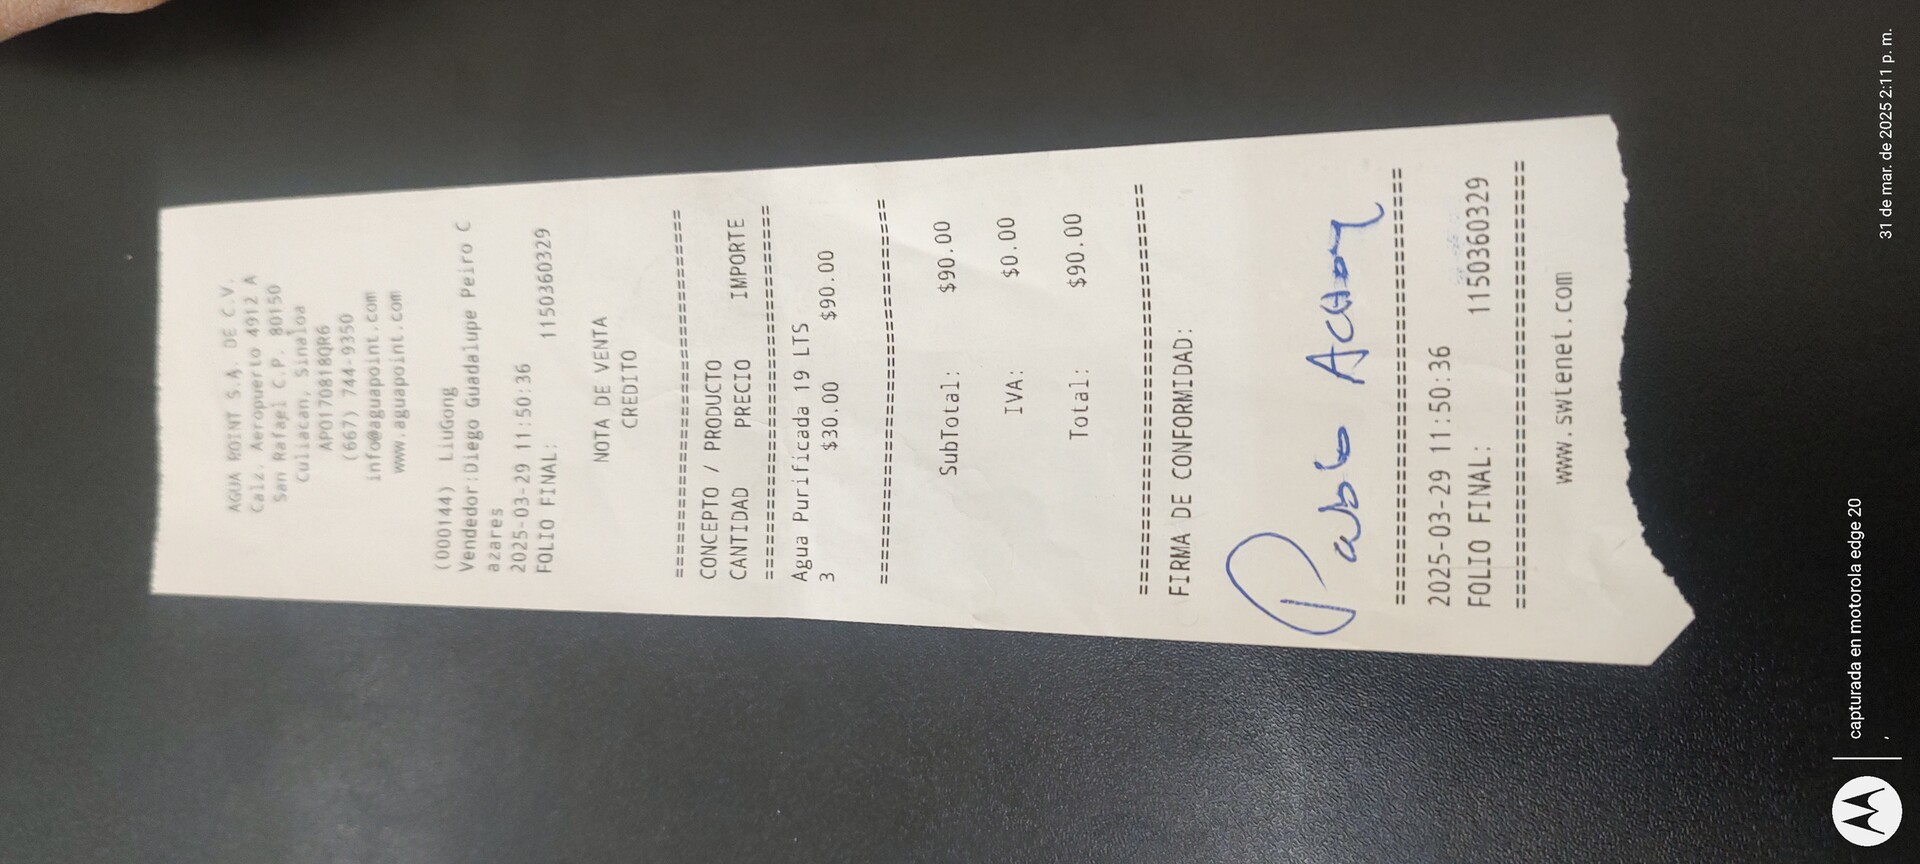 AGUA POINT S.A. DE C.V.
Calz. Aeropuerto 4912 A
San Rafael C.P. 80150
Culiacan, Sinaloa
APO170818QR6
(667) 744-9350
info@aguapoint.com
www.aguapoint.com
(000144) LiuGong
Vendedor:Diego Guadalupe Peiro C
azares
2025-03-29 11:50:36
FOLIO FINAL: 1150360329
NOTA DE VENTA
CREDITO
================================
CONCEPTO / PRODUCTO
CANTIDAD PRECIO IMPORTE
================================
Agua Purificada 19 LTS
3 $30.00 $90.00
================================
SubTotal: $90.00
IVA: $0.00
Total: $90.00
================================
FIRMA DE CONFORMIDAD:
Pablo
================================
2025-03-29 11:50:36
FOLIO FINAL: 1150360329
================================
www.swtenet.com
capturada en motorola edge 20
,
31 de mar. de 2025 2:11 p. m.